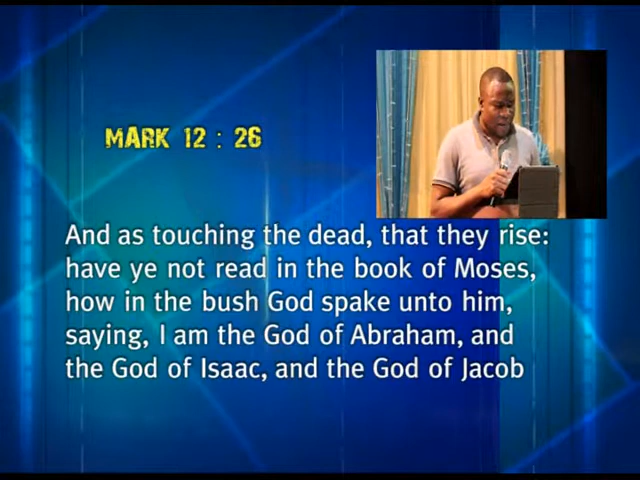 MARK 12 : 26
And as touching the dead, that they rise:
have ye not read in the book of Moses,
how in the bush God spake unto him,
saying, I am the God of Abraham, and
the God of Isaac, and the God of Jacob